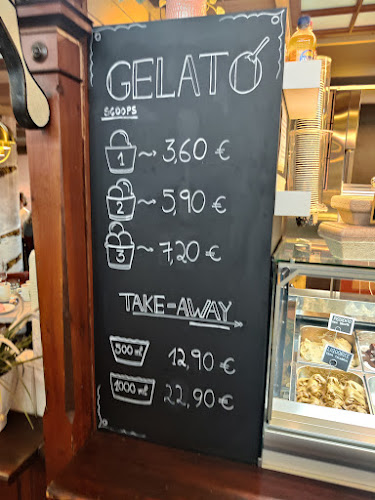 GELATO
SCOOPS
1 → 3,60 €
2 ~ 5,90 €
3 ~ 7,20 €
TAKE-AWAY
500 ml 12,90 €
1000 ml 22,90 €